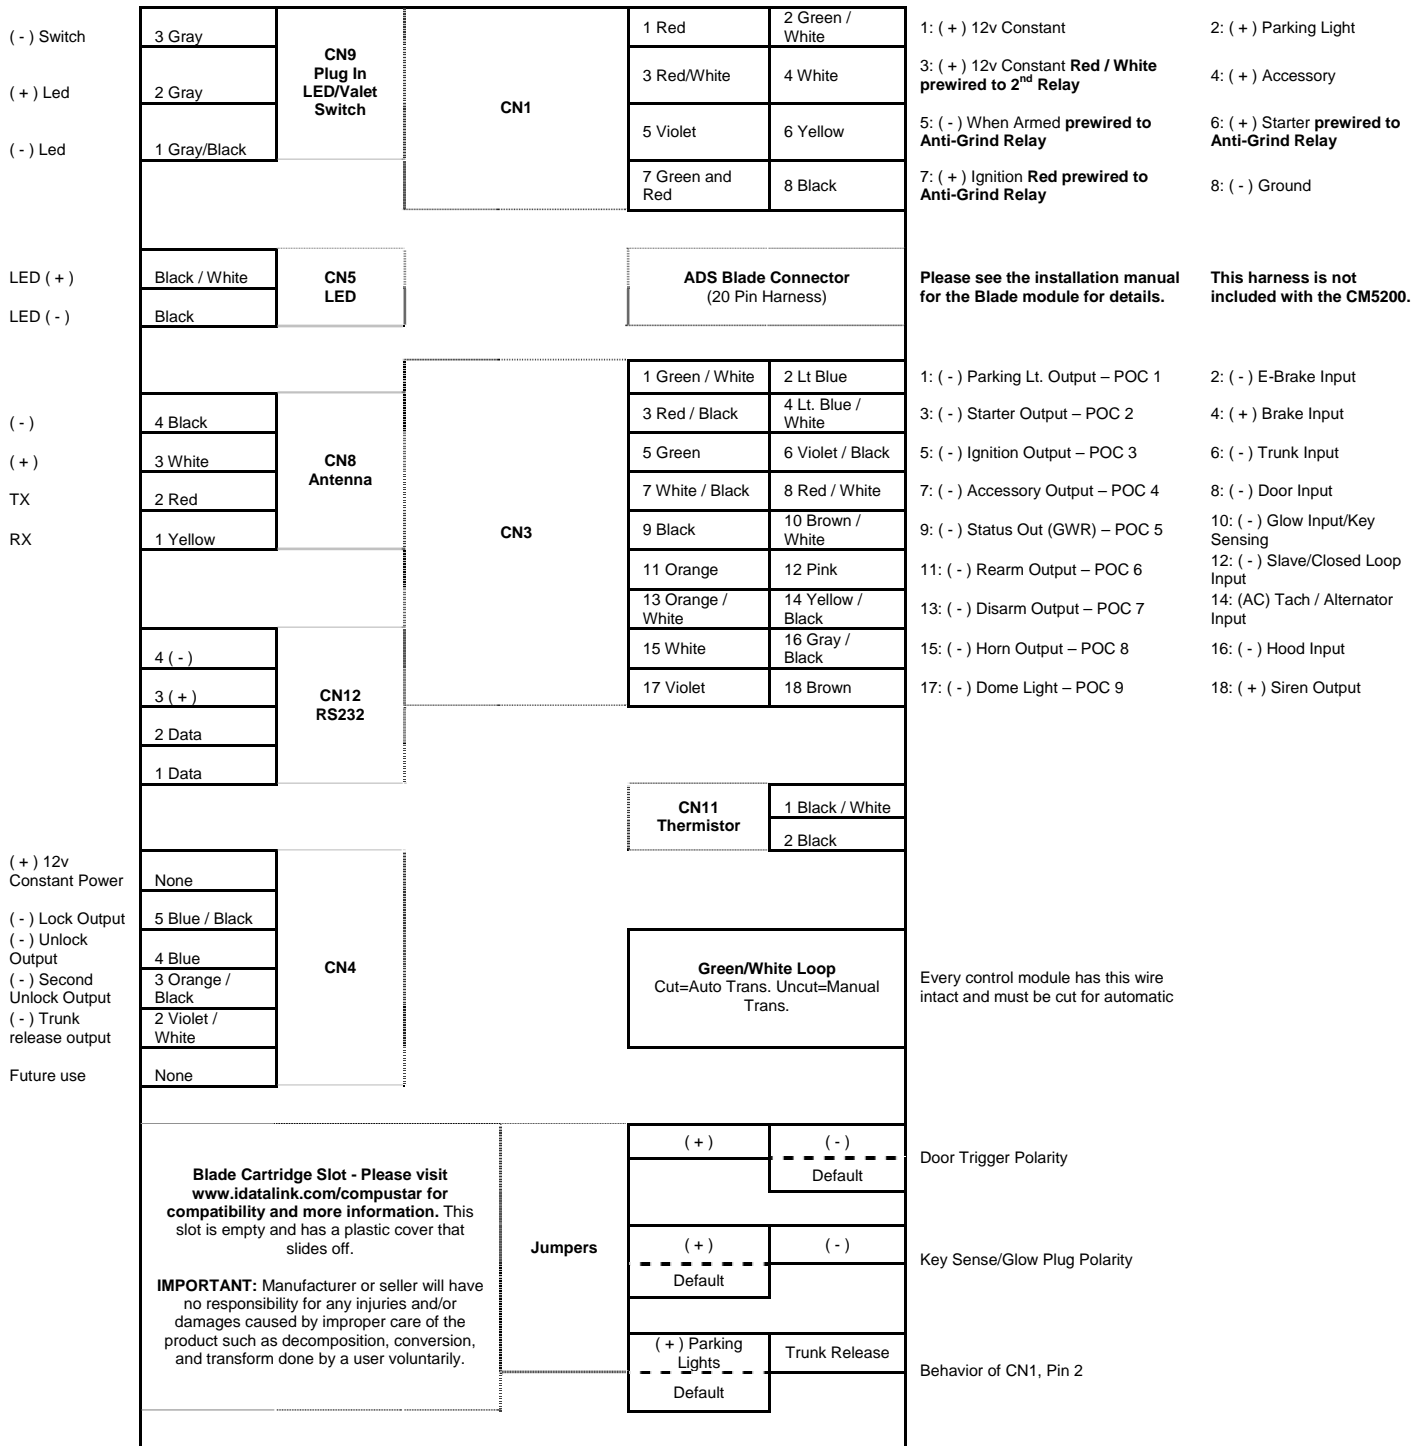 ( - ) Switch
3 Gray
( + ) Led
2 Gray
( - ) Led
1 Gray/Black
CN9
Plug In
LED/Valet
Switch
CN1
1 Red
2 Green /
White
3 Red/White
4 White
5 Violet
6 Yellow
7 Green and
Red
8 Black
1: ( + ) 12v Constant
2: ( + ) Parking Light
3: ( + ) 12v Constant Red / White
prewired to 2nd Relay
4: ( + ) Accessory
5: ( - ) When Armed prewired to
Anti-Grind Relay
6: ( + ) Starter prewired to
Anti-Grind Relay
7: ( + ) Ignition Red prewired to
Anti-Grind Relay
8: ( - ) Ground
LED ( + )
Black / White
LED ( - )
Black
CN5
LED
ADS Blade Connector
(20 Pin Harness)
Please see the installation manual
for the Blade module for details.
This harness is not
included with the CM5200.
( - )
4 Black
( + )
3 White
TX
2 Red
RX
1 Yellow
CN8
Antenna
4 ( - )
3 ( + )
2 Data
1 Data
CN12
RS232
CN3
1 Green / White
2 Lt Blue
3 Red / Black
4 Lt. Blue /
White
5 Green
6 Violet / Black
7 White / Black
8 Red / White
9 Black
10 Brown /
White
11 Orange
12 Pink
13 Orange /
White
14 Yellow /
Black
15 White
16 Gray /
Black
17 Violet
18 Brown
1: ( - ) Parking Lt. Output – POC 1
2: ( - ) E-Brake Input
3: ( - ) Starter Output – POC 2
4: ( + ) Brake Input
5: ( - ) Ignition Output – POC 3
6: ( - ) Trunk Input
7: ( - ) Accessory Output – POC 4
8: ( - ) Door Input
9: ( - ) Status Out (GWR) – POC 5
10: ( - ) Glow Input/Key
Sensing
11: ( - ) Rearm Output – POC 6
12: ( - ) Slave/Closed Loop
Input
13: ( - ) Disarm Output – POC 7
14: (AC) Tach / Alternator
Input
15: ( - ) Horn Output – POC 8
16: ( - ) Hood Input
17: ( - ) Dome Light – POC 9
18: ( + ) Siren Output
CN11
Thermistor
1 Black / White
2 Black
( + ) 12v
Constant Power
None
( - ) Lock Output
5 Blue / Black
( - ) Unlock
Output
4 Blue
( - ) Second
Unlock Output
3 Orange /
Black
( - ) Trunk
release output
2 Violet /
White
Future use
None
CN4
Green/White Loop
Cut=Auto Trans. Uncut=Manual
Trans.
Every control module has this wire
intact and must be cut for automatic
Blade Cartridge Slot - Please visit
www.idatalink.com/compustar for
compatibility and more information. This
slot is empty and has a plastic cover that
slides off.
IMPORTANT: Manufacturer or seller will have
no responsibility for any injuries and/or
damages caused by improper care of the
product such as decomposition, conversion,
and transform done by a user voluntarily.
Jumpers
( + )
( - )
Default
Door Trigger Polarity
( + )
( - )
Default
Key Sense/Glow Plug Polarity
( + ) Parking
Lights
Trunk Release
Default
Behavior of CN1, Pin 2